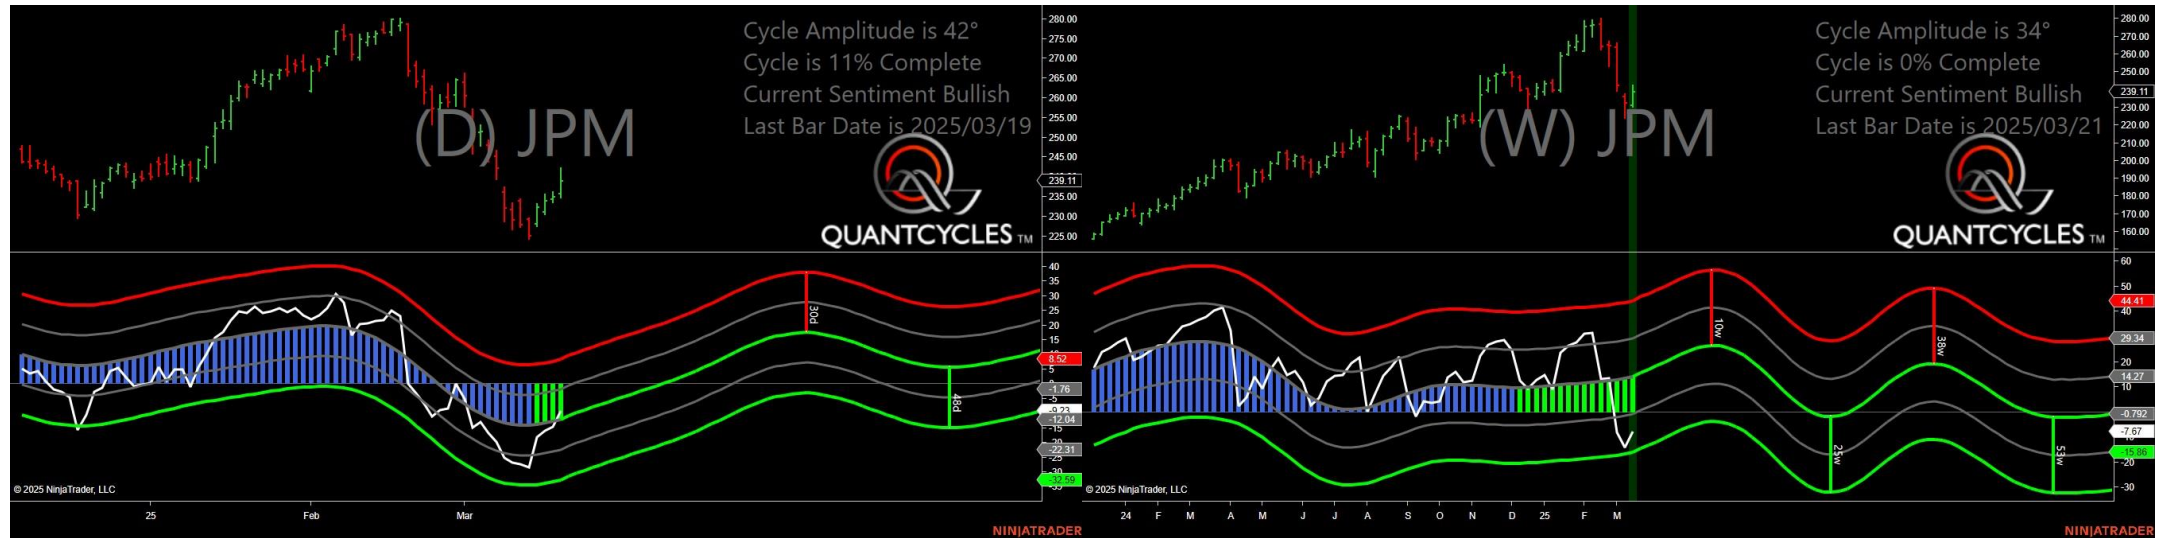 Cycle Amplitude is 42°
Cycle is 11% Complete
Current Sentiment Bullish
Last Bar Date is 2025/03/19
(D) JPM
QUANTCYCLES TM
280.00
275.00
270.00
265.00
260.00
255.00
250.00
245.00
239.11
235.00
230.00
225.00
40
35
30
25
20
15
8.52
5
-1.76
-5
-9.23
-12.04
-15
-22.31
-25
-32.59
30d
48d
© 2025 NinjaTrader, LLC
25
Feb
Mar
NINJATRADER
Cycle Amplitude is 34°
Cycle is 0% Complete
Current Sentiment Bullish
Last Bar Date is 2025/03/21
(W) JPM
QUANTCYCLES TM
280.00
270.00
260.00
250.00
239.11
230.00
220.00
210.00
200.00
190.00
180.00
170.00
160.00
60
50
44.41
40
29.34
20
14.27
10
-0.792
-7.67
-15.86
-20
-30
10w
25w
38w
53w
© 2025 NinjaTrader, LLC
24 F M A M J J A S O N D 25 F M
NINJATRADER